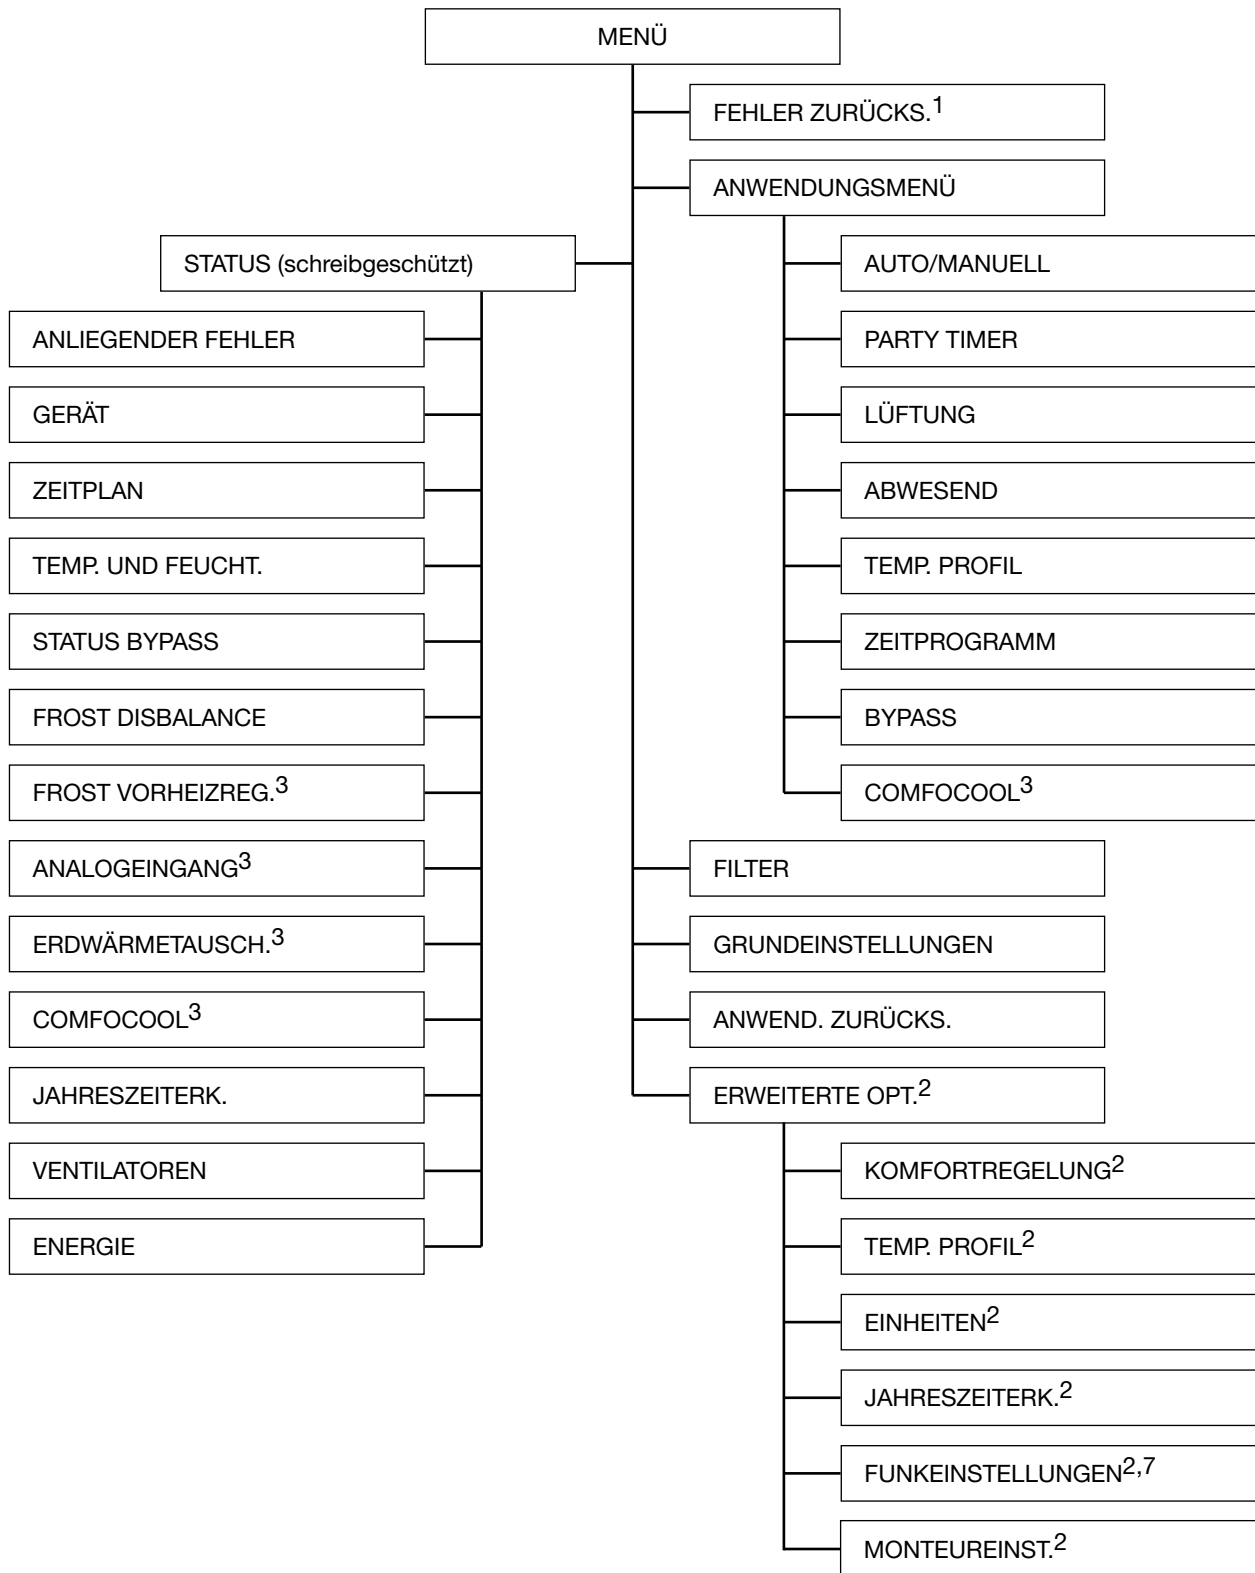 MENÜ
FEHLER ZURÜCKS.1
ANWENDUNGSMENÜ
AUTO/MANUELL
PARTY TIMER
LÜFTUNG
ABWESEND
TEMP. PROFIL
ZEITPROGRAMM
BYPASS
COMFOCOOL3
STATUS (schreibgeschützt)
ANLIEGENDER FEHLER
GERÄT
ZEITPLAN
TEMP. UND FEUCHT.
STATUS BYPASS
FROST DISBALANCE
FROST VORHEIZREG.3
ANALOGEINGANG3
ERDWÄRMETAUSCH.3
COMFOCOOL3
JAHRESZEITERK.
VENTILATOREN
ENERGIE
FILTER
GRUNDEINSTELLUNGEN
ANWEND. ZURÜCKS.
ERWEITERTE OPT.2
KOMFORTREGELUNG2
TEMP. PROFIL2
EINHEITEN2
JAHRESZEITERK.2
FUNKEINSTELLUNGEN2,7
MONTEUREINST.2